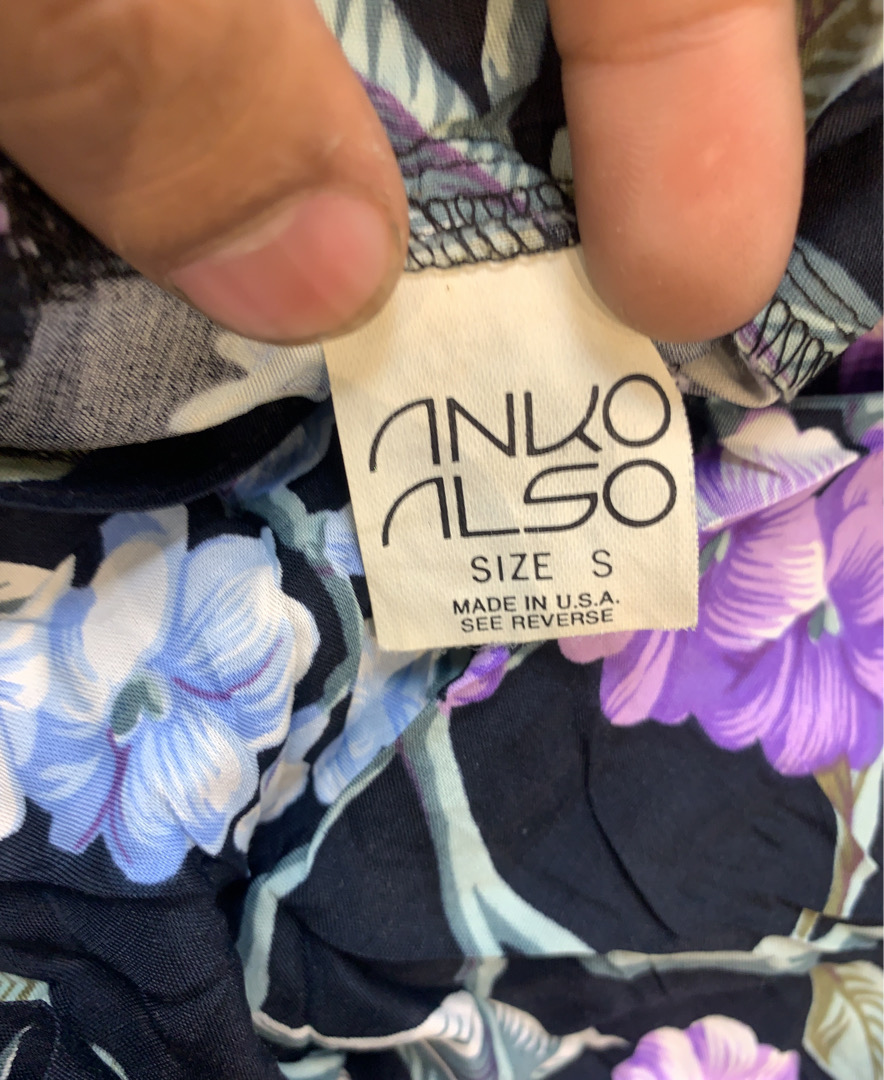 ANKO
ALSO
SIZE S
MADE IN U.S.A.
SEE REVERSE